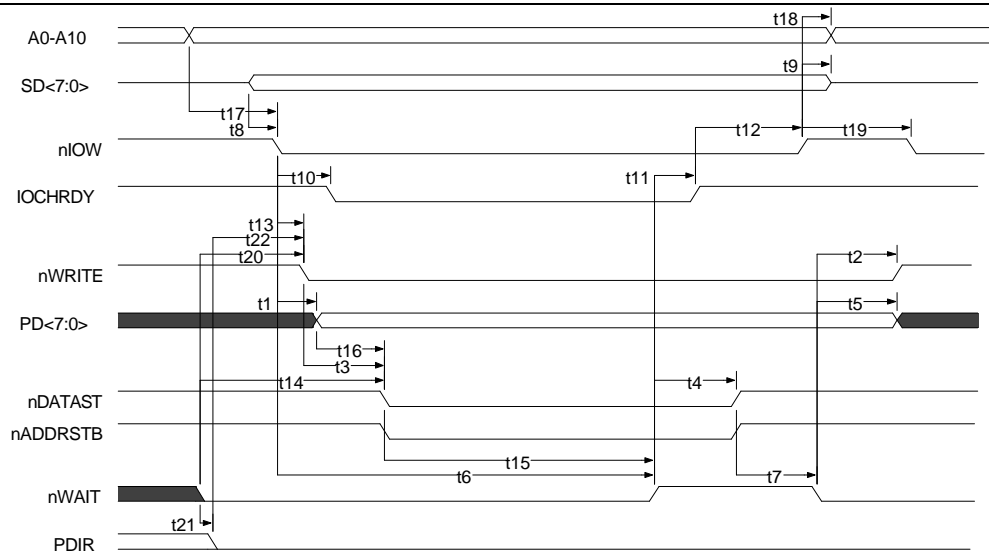 t18
A0-A10
t9
SD<7:0>
t17
t8
t12
t19
nIOW
t10
t11
IOCHRDY
t13
t22
t20
t2
nWRITE
t1
t5
PD<7:0>
t16
t3
t14
t4
nDATAST
nADDRSTB
t15
t6
t7
nWAIT
t21
PDIR